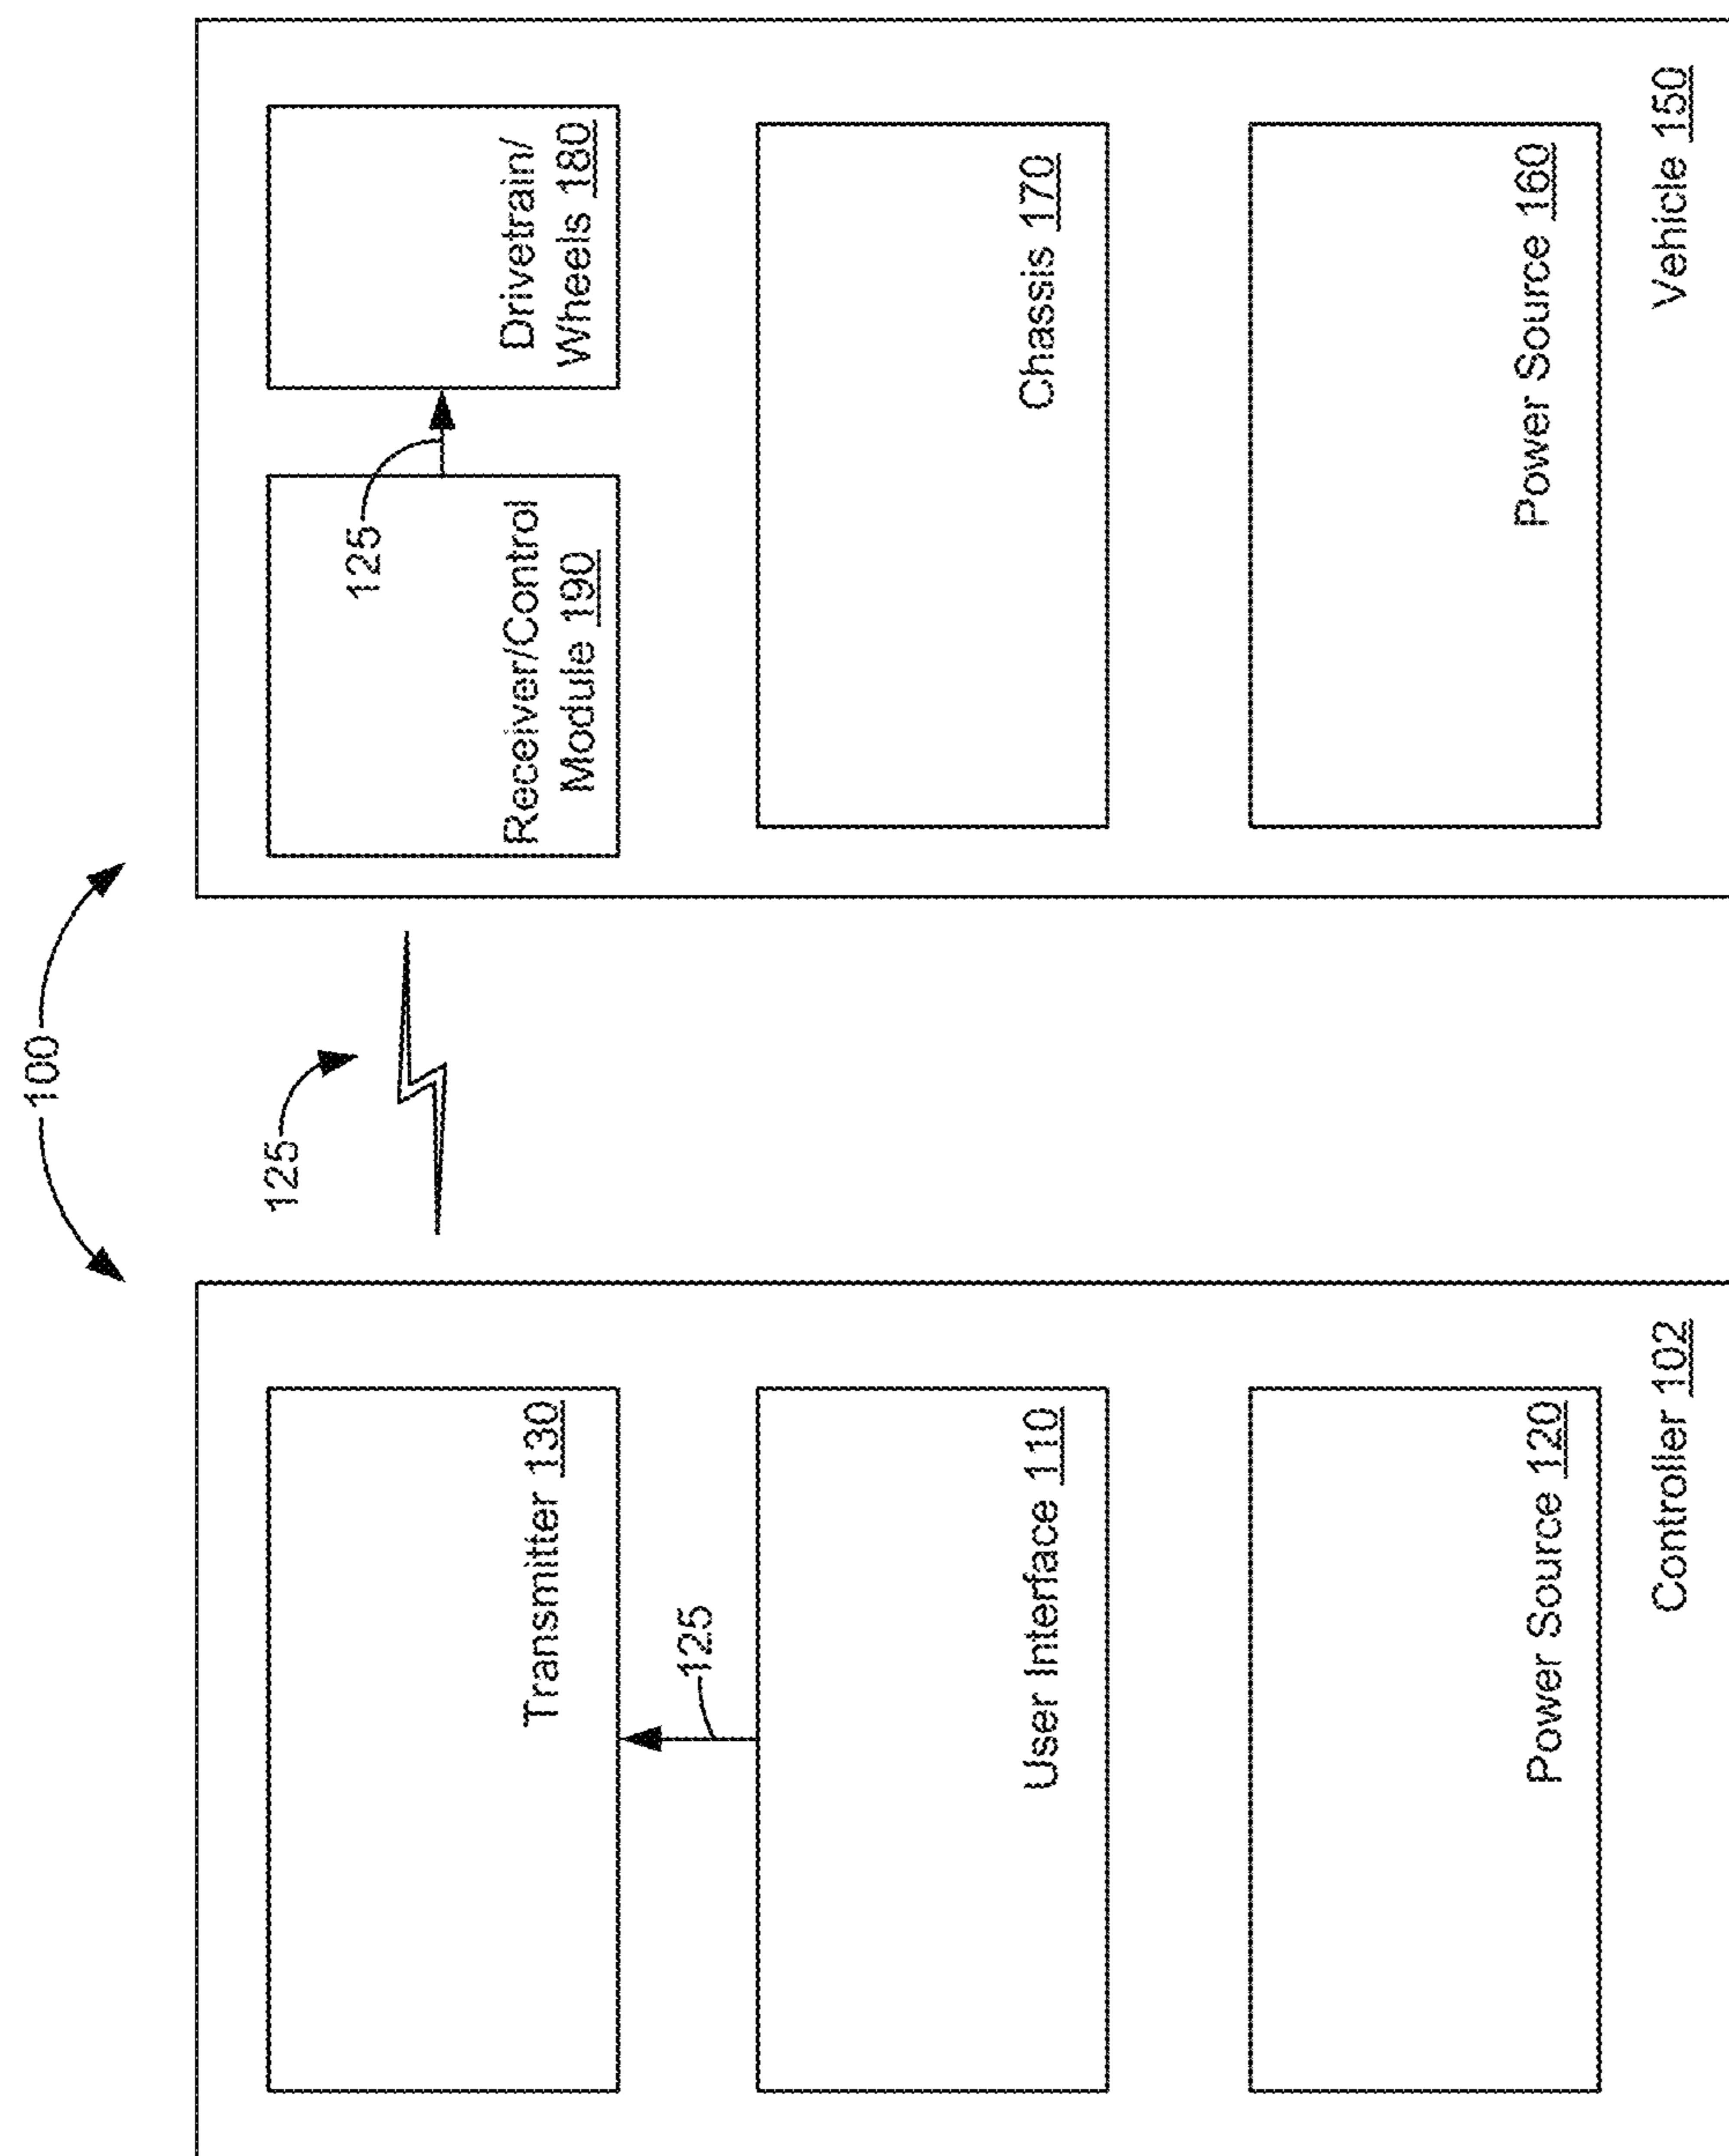 100
125
Transmitter 130
125
User Interface 110
Power Source 120
Controller 102
125
Receiver/Control
Module 190
Drivetrain/
Wheels 180
Chassis 170
Power Source 160
Vehicle 150